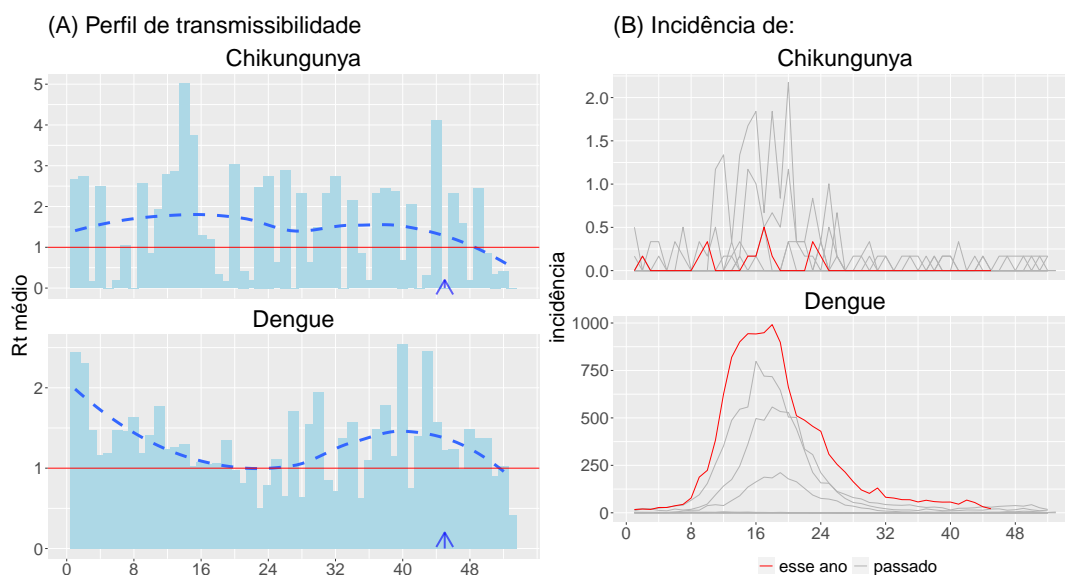 (A) Perfil de transmissibilidade
Chikungunya
5
4
3
2
1
0
Dengue
2
1
0
Rt médio
0 8 16 24 32 40 48
(B) Incidência de:
Chikungunya
2.0
1.5
1.0
0.5
0.0
Dengue
1000
750
500
250
0
incidência
0 8 16 24 32 40 48
esse ano passado